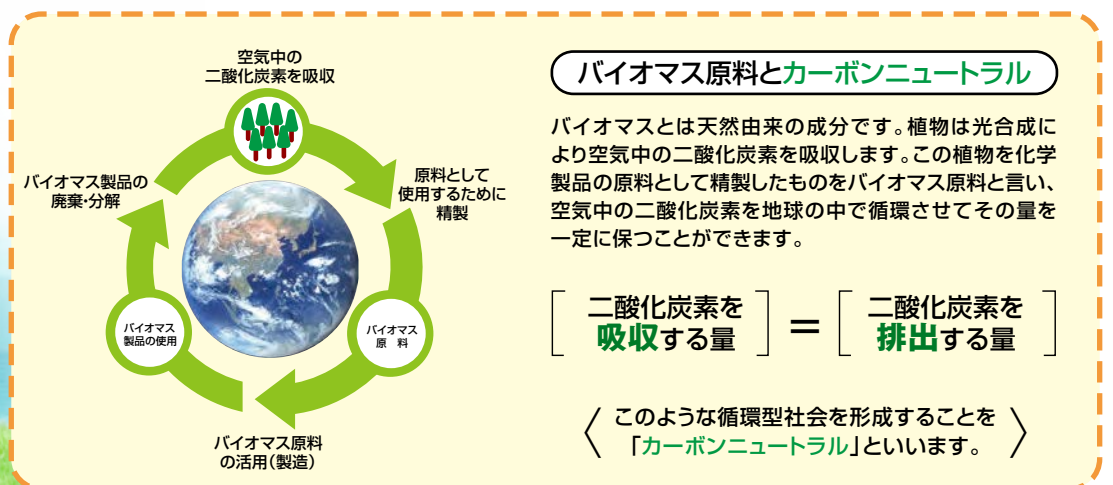 空気中の
二酸化炭素を吸収
原料として
使用するために
精製
バイオマス
原 料
バイオマス原料
の活用(製造)
バイオマス
製品の使用
バイオマス製品の
廃棄・分解
バイオマス原料とカーボンニュートラル
バイオマスとは天然由来の成分です。植物は光合成に
より空気中の二酸化炭素を吸収します。この植物を化学
製品の原料として精製したものをバイオマス原料と言い、
空気中の二酸化炭素を地球の中で循環させてその量を
一定に保つことができます。
[二酸化炭素を
吸収する量] = [二酸化炭素を
排出する量]
〈このような循環型社会を形成することを
「カーボンニュートラル」といいます。〉